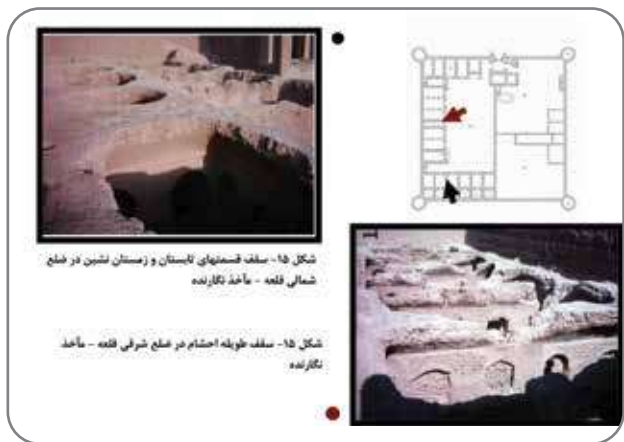 شکل ۱۵- سقف قسمتهای تابستان و زمستان نشین در ضلع
شمالی قلعه - مأخذ نگارنده
شکل ۱۵- سقف طویله احشام در ضلع شرقی قلعه - مأخذ
نگارنده